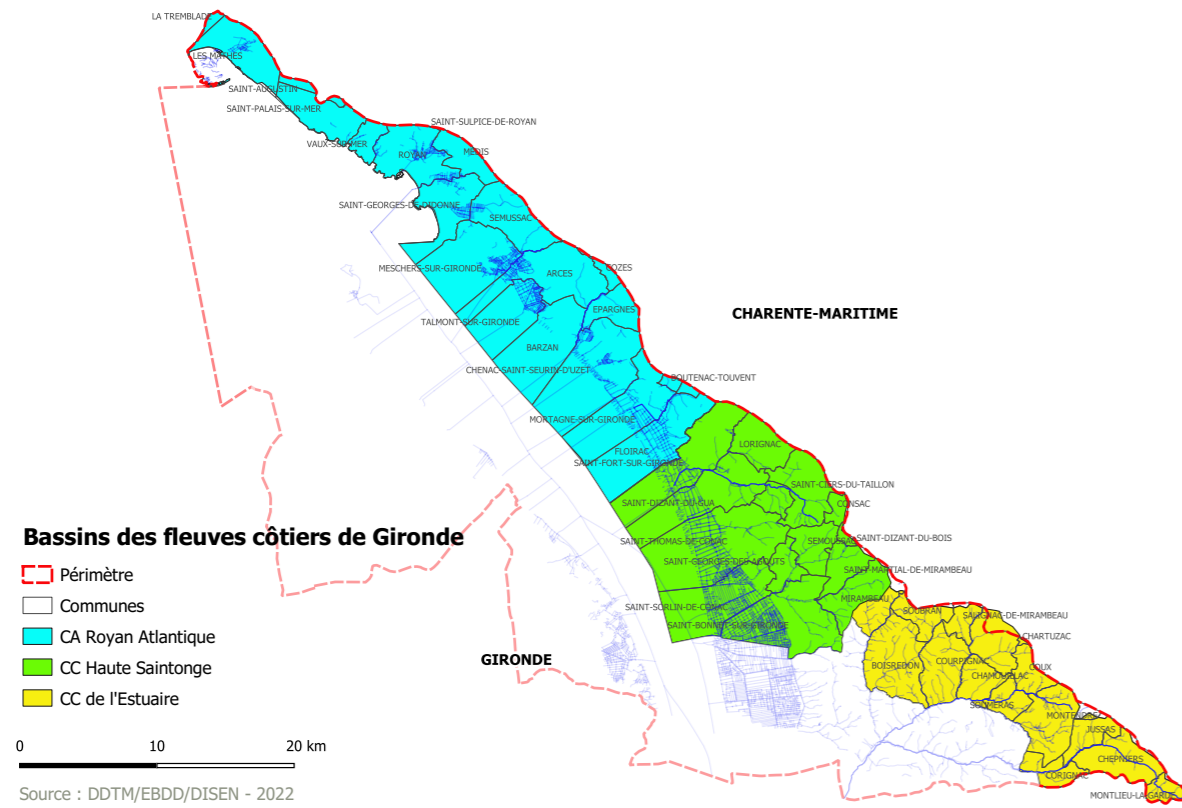 LA TREMBLADE
LES MATHES
SAINT-AUGUSTIN
SAINT-PALAIS-SUR-MER
SAINT-SULPICE-DE-ROYAN
VAUX-SUR-MER
ROYAN
MEDIS
SAINT-GEORGES-DE-DIDONNE
SEMUSSAC
MESCHERS-SUR-GIRONDE
ARCES
COZES
EPARGNES
CHARENTE-MARITIME
TALMONT-SUR-GIRONDE
BARZAN
CHENAC-SAINT-SEURIN-D'UZET
BOUTENAC-TOUVENT
MORTAGNE-SUR-GIRONDE
LORIGNAC
FLOIRAC
SAINT-FORT-SUR-GIRONDE
SAINT-CIERS-DU-TAILLON
SAINT-DIZANT-DU-GUA
CONSAC
SAINT-THOMAS-DE-CONAC
SEMOUSSAC
SAINT-DIZANT-DU-BOIS
SAINT-GEORGES-DES-AGOUTS
SAINT-MARTIAL-DE-MIRAMBEAU
MIRAMBEAU
SAINT-SORLIN-DE-CONAC
SOUBRAN
SALIGNAC-DE-MIRAMBEAU
SAINT-BONNET-SUR-GIRONDE
CHARTUZAC
GIRONDE
BOISREDON
COURPIGNAC
COUX
CHAMOUILLAC
SOUMERAS
MONTENDRE
JUSSAS
CHEPNIERS
CORIGNAC
MONTLIEU-LA-GARDE
Bassins des fleuves côtiers de Gironde
Périmètre
Communes
CA Royan Atlantique
CC Haute Saintonge
CC de l'Estuaire
0 10 20 km
Source : DDTM/EBDD/DISEN - 2022